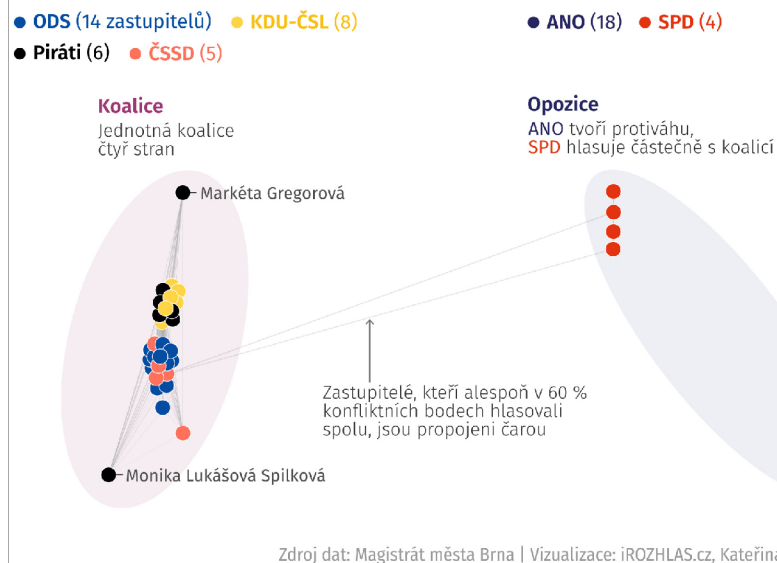 ODS (14 zastupitelů) KDU-ČSL (8) ANO (18) SPD (4)
Piráti (6) ČSSD (5)
Koalice
Jednotná koalice
čtyř stran
Opozice
ANO tvoří protiváhu,
SPD hlasuje částečně s koalicí
Markéta Gregorová
Zastupitelé, kteří alespoň v 60 %
konfliktních bodech hlasovali
spolu, jsou propojeni čarou
Monika Lukášová Spilková
Zdroj dat: Magistrát města Brna | Vizualizace: iROZHLAS.cz, Kateřina